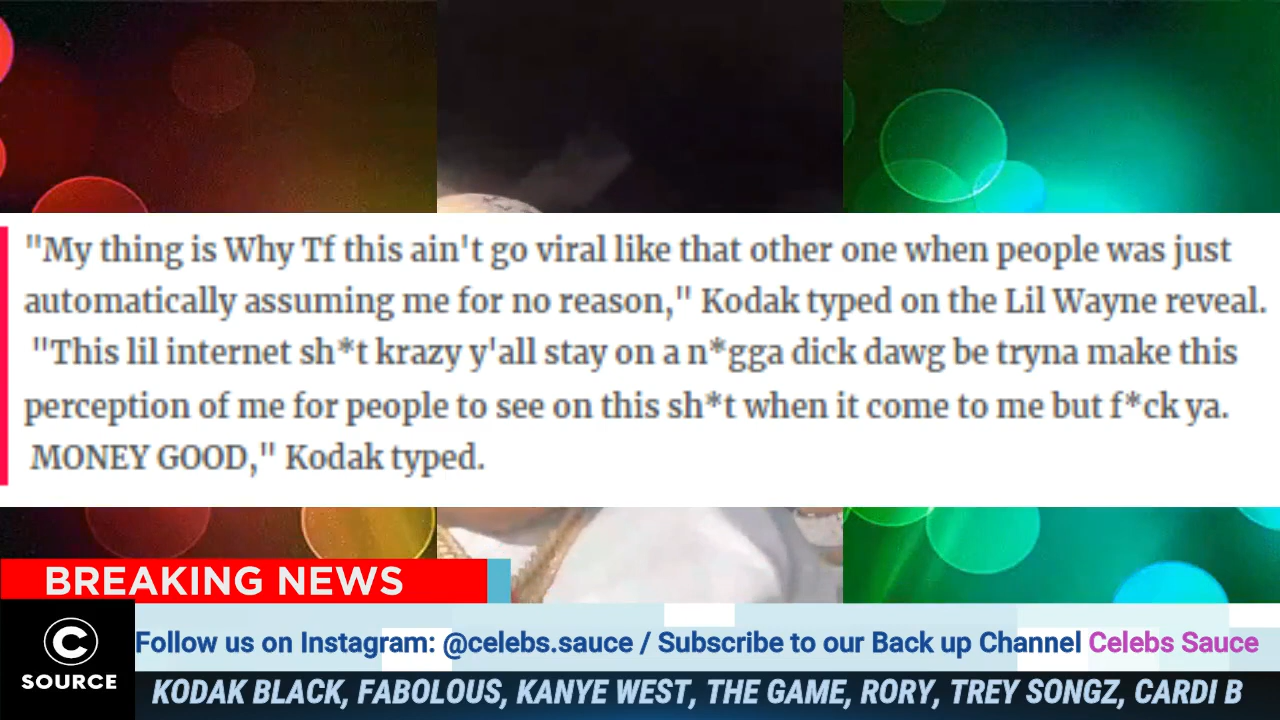 "My thing is Why Tf this ain't go viral like that other one when people was just
automatically assuming me for no reason," Kodak typed on the Lil Wayne reveal.
"This lil internet sh*t krazy y'all stay on a n*gga dick dawg be tryna make this
perception of me for people to see on this sh*t when it come to me but f*ck ya.
MONEY GOOD," Kodak typed.
BREAKING NEWS
C
SOURCE
Follow us on Instagram: @celebs.sauce / Subscribe to our Back up Channel Celebs Sauce
KODAK BLACK, FABOLOUS, KANYE WEST, THE GAME, RORY, TREY SONGZ, CARDI B